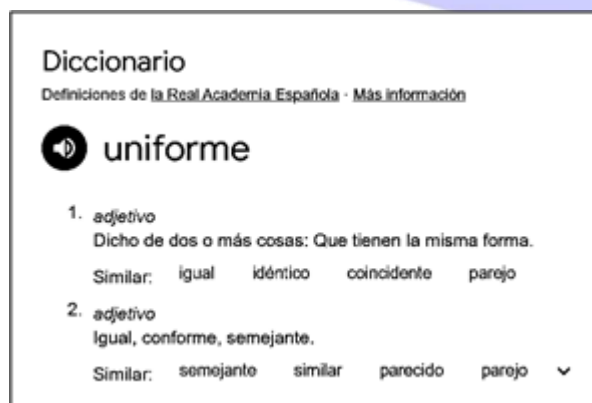 Diccionario
Definiciones de la Real Academia Española · Más información
uniforme
1. adjetivo
Dicho de dos o más cosas: Que tienen la misma forma.
Similar: igual idéntico coincidente parejo
2. adjetivo
Igual, conforme, semejante.
Similar: semejante similar parecido parejo